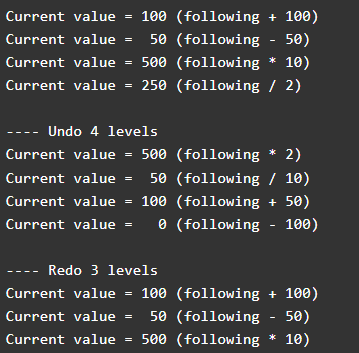 Current value = 100 (following + 100)
Current value =  50 (following - 50)
Current value = 500 (following * 10)
Current value = 250 (following / 2)

---- Undo 4 levels
Current value = 500 (following * 2)
Current value =  50 (following / 10)
Current value = 100 (following + 50)
Current value =   0 (following - 100)

---- Redo 3 levels
Current value = 100 (following + 100)
Current value =  50 (following - 50)
Current value = 500 (following * 10)